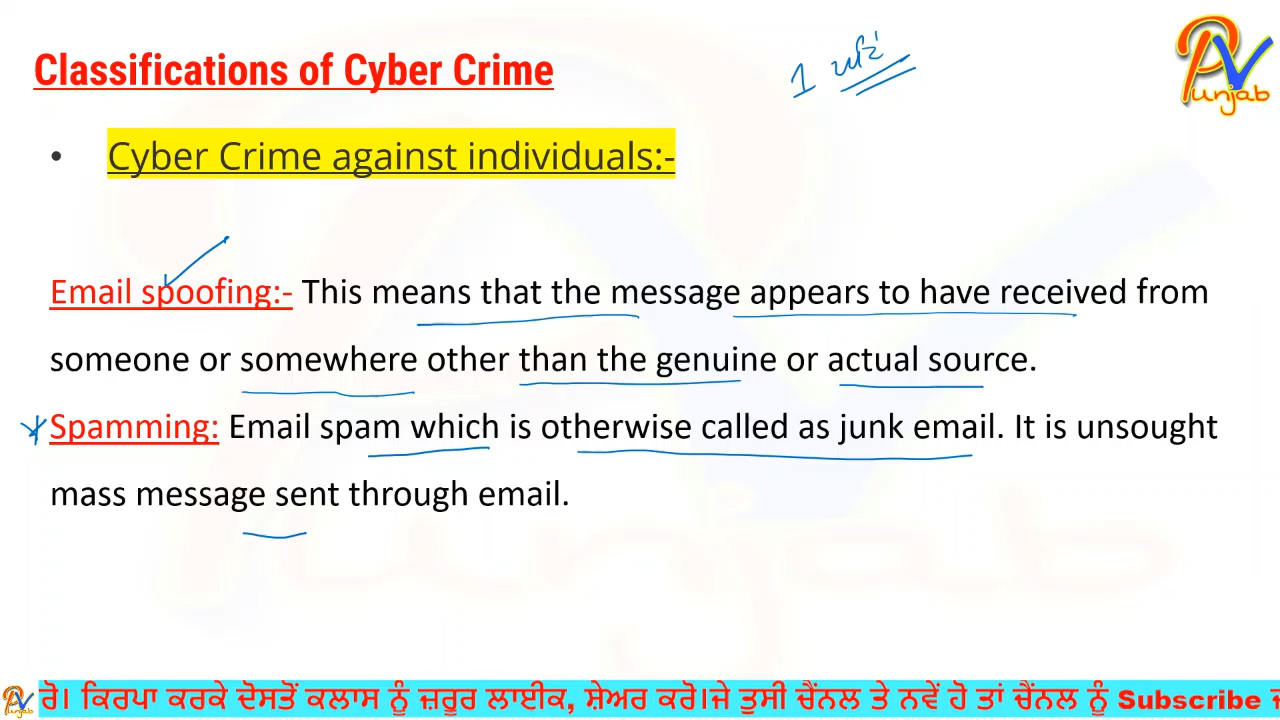 Classifications of Cyber Crime
1
PV
Punjab
• Cyber Crime against individuals:-
Email spoofing:- This means that the message appears to have received from
someone or somewhere other than the genuine or actual source.
Spamming: Email spam which is otherwise called as junk email. It is unsought
mass message sent through email.
ਰੋ। ਕਿਰਪਾ ਕਰਕੇ ਦੋਸਤੋਂ ਕਲਾਸ ਨੂੰ ਜ਼ਰੂਰ ਲਾਈਕ, ਸ਼ੇਅਰ ਕਰੋ।ਜੇ ਤੁਸੀ ਚੈਂਨਲ ਤੇ ਨਵੇਂ ਹੋ ਤਾਂ ਚੈਂਨਲ ਨੂੰ Subscribe